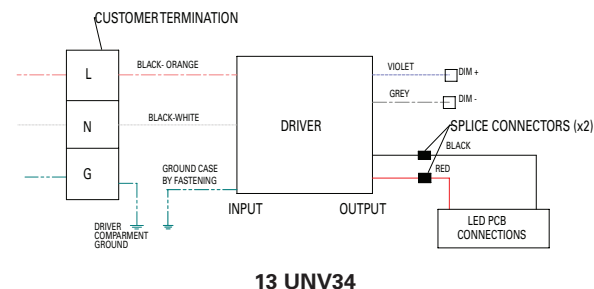 CUSTOMER TERMINATION
L
BLACK- ORANGE
N
BLACK-WHITE
G
GROUND CASE
BY FASTENING
DRIVER
COMPARMENT
GROUND
DRIVER
INPUT
OUTPUT
VIOLET
DIM +
GREY
DIM -
SPLICE CONNECTORS (x2)
BLACK
RED
LED PCB
CONNECTIONS
13 UNV34